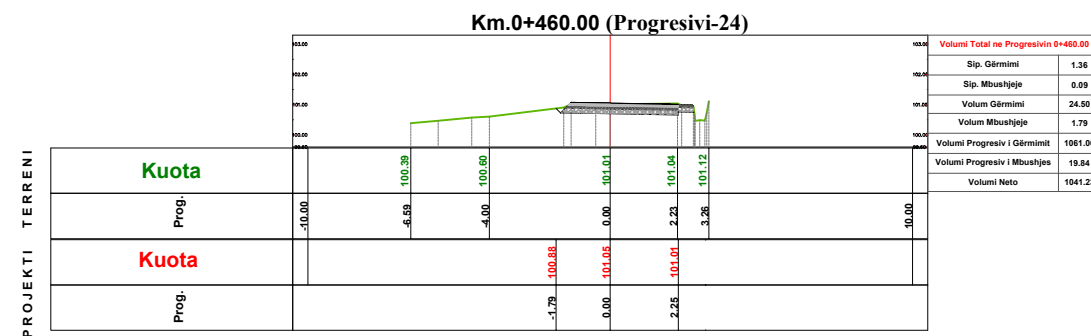 Km.0+460.00 (Progresivi-24)
103.00
102.00
101.00
100.00
103.00
102.00
101.00
100.00
Volumi Total ne Progresivin 0+460.00
Sip. Gërmimi 1.36
Sip. Mbushjeje 0.09
Volum Gërmimi 24.50
Volum Mbushjeje 1.79
Volumi Progresiv i Gërmimit 1061.0
Volumi Progresiv i Mbushjes 19.84
Volumi Neto 1041.2
TERRENI
Kuota 100.39 100.60 101.01 101.04 101.12
Prog. -10.00 -6.59 -4.00 0.00 2.23 3.26 10.00
PROJEKTI
Kuota 100.88 101.05 101.01
Prog. -1.79 0.00 2.25